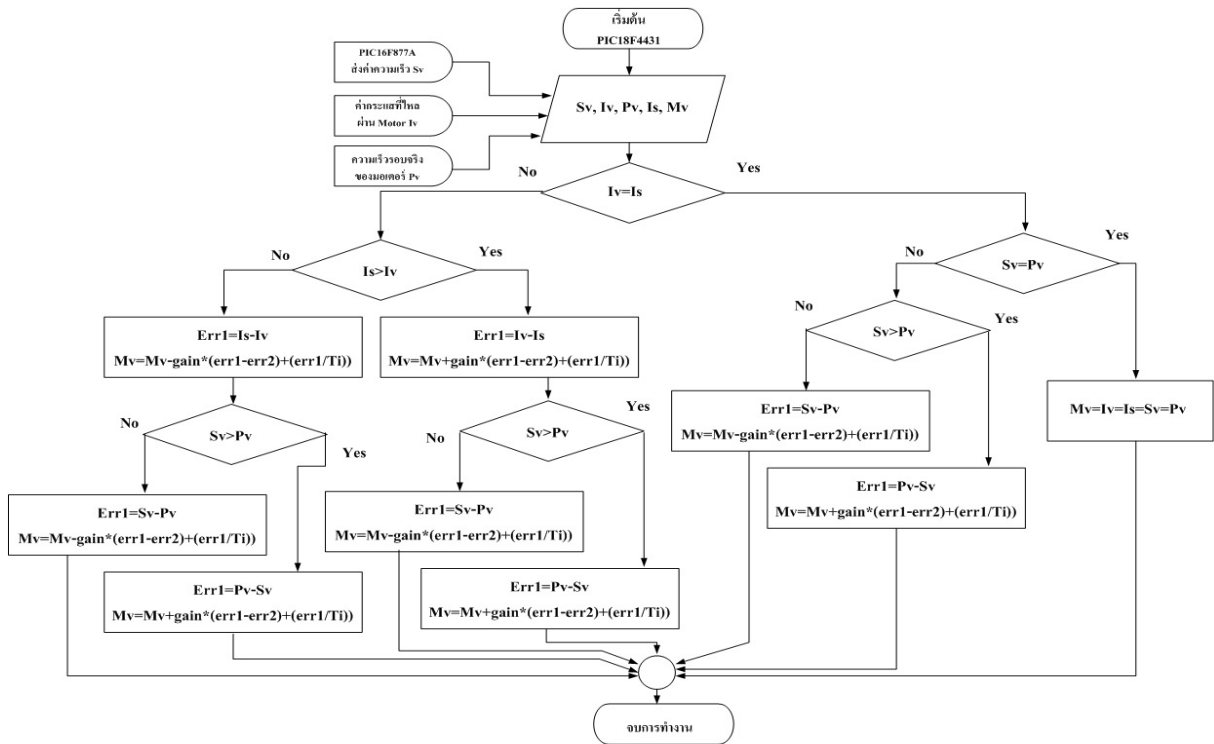 เริ่มต้น
PIC18F4431
PIC16F877A
ส่งค่าความเร็ว Sv
ค่ากระแสที่ไหล
ผ่าน Motor Iv
ความเร็วรอบจริง
ของมอเตอร์ Pv
Sv, Iv, Pv, Is, Mv
No
Yes
Iv=Is
No
Yes
Is>Iv
No
Yes
Sv=Pv
No
Yes
Sv>Pv
Err1=Is-Iv
Mv=Mv-gain*(err1-err2)+(err1/Ti))
Err1=Iv-Is
Mv=Mv+gain*(err1-err2)+(err1/Ti))
Err1=Sv-Pv
Mv=Mv-gain*(err1-err2)+(err1/Ti))
Mv=Iv=Is=Sv=Pv
No
Yes
Sv>Pv
No
Yes
Sv>Pv
Err1=Sv-Pv
Mv=Mv-gain*(err1-err2)+(err1/Ti))
Err1=Sv-Pv
Mv=Mv-gain*(err1-err2)+(err1/Ti))
Err1=Pv-Sv
Mv=Mv+gain*(err1-err2)+(err1/Ti))
Err1=Pv-Sv
Mv=Mv+gain*(err1-err2)+(err1/Ti))
Err1=Pv-Sv
Mv=Mv+gain*(err1-err2)+(err1/Ti))
จบการทำงาน